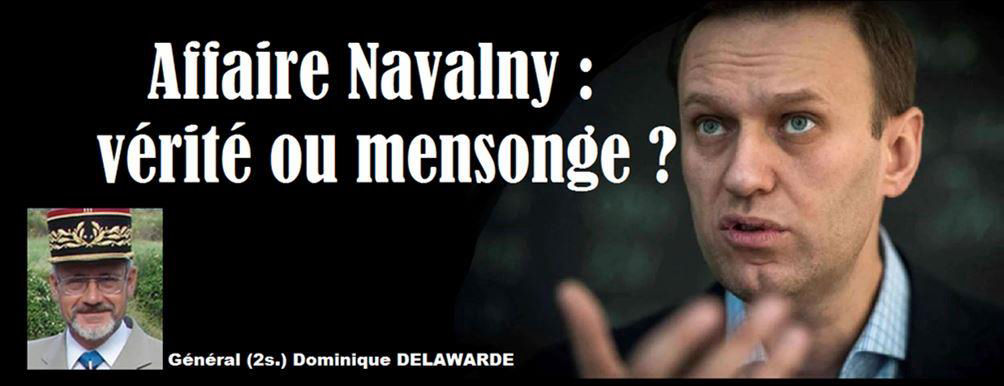 Affaire Navalny :
vérité ou mensonge ?
Général (2s.) Dominique DELAWARDE